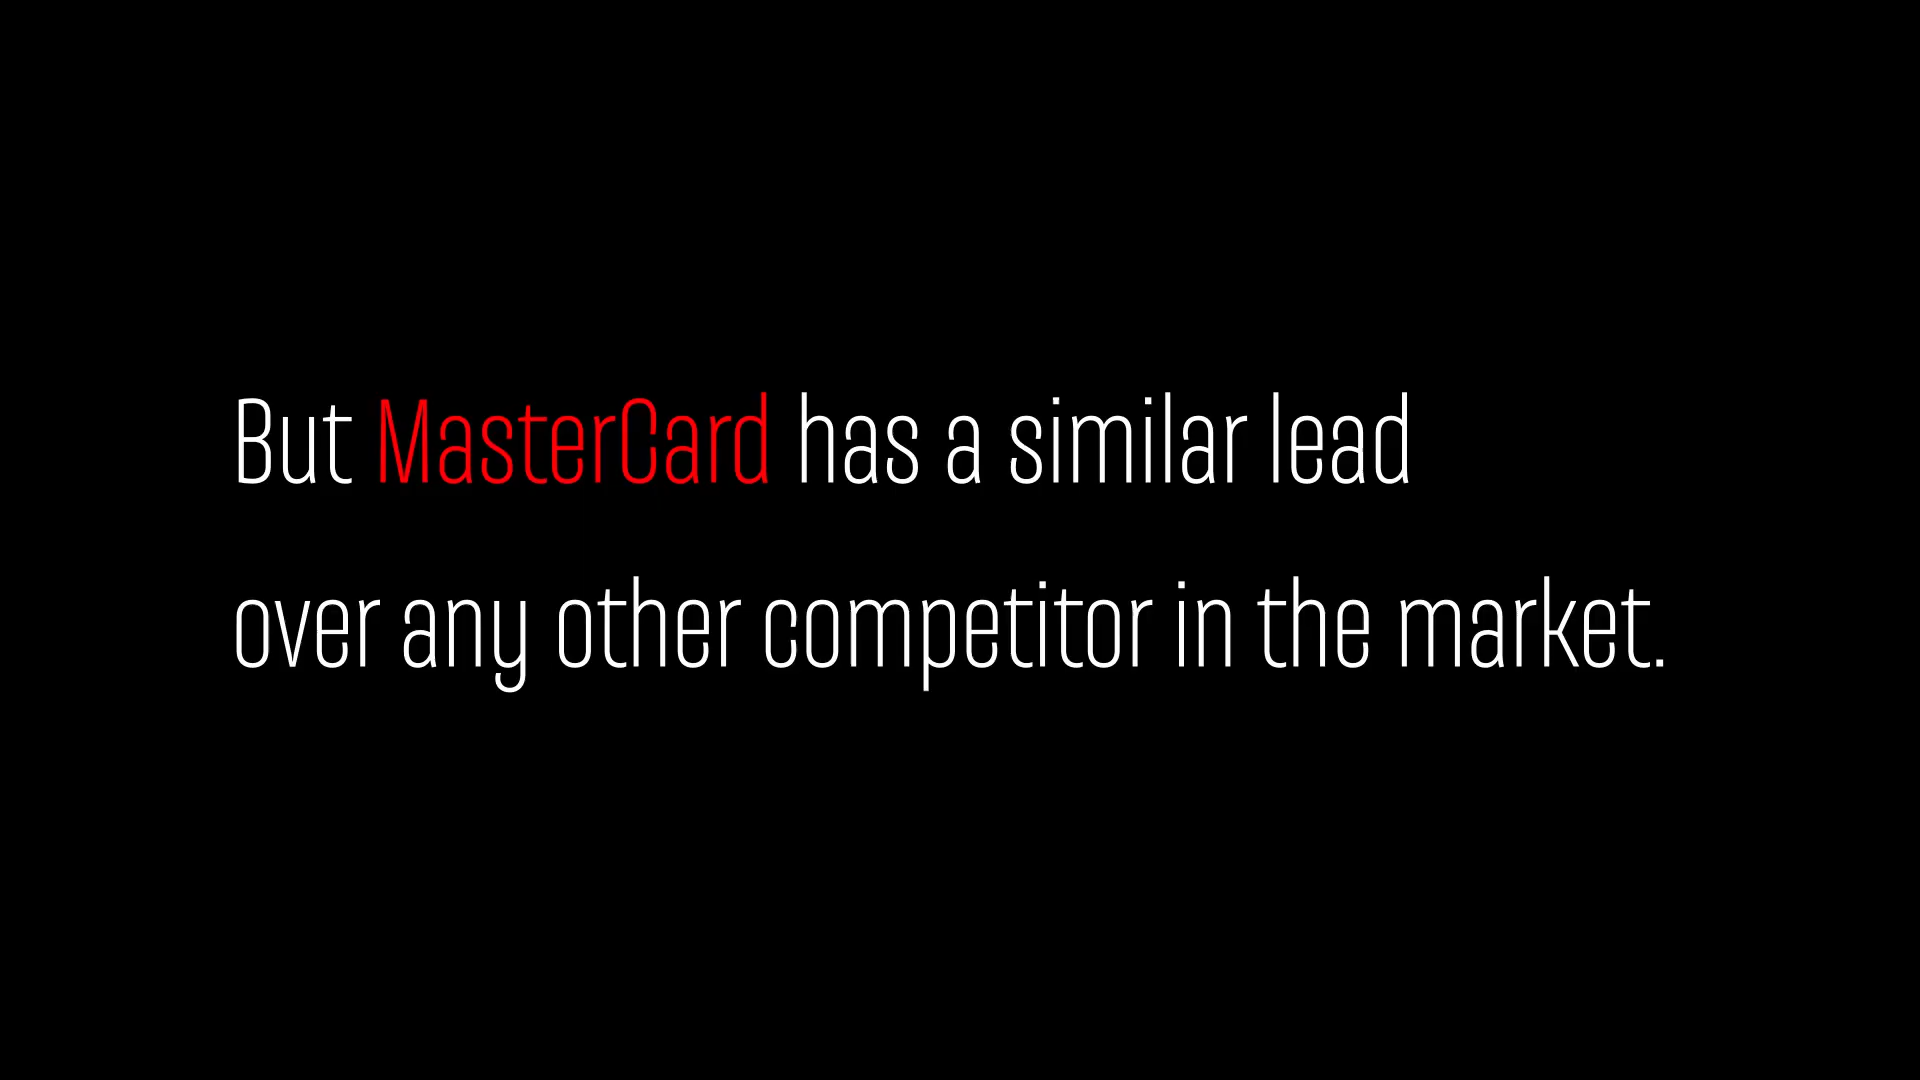 But MasterCard has a similar lead
over any other competitor in the market.